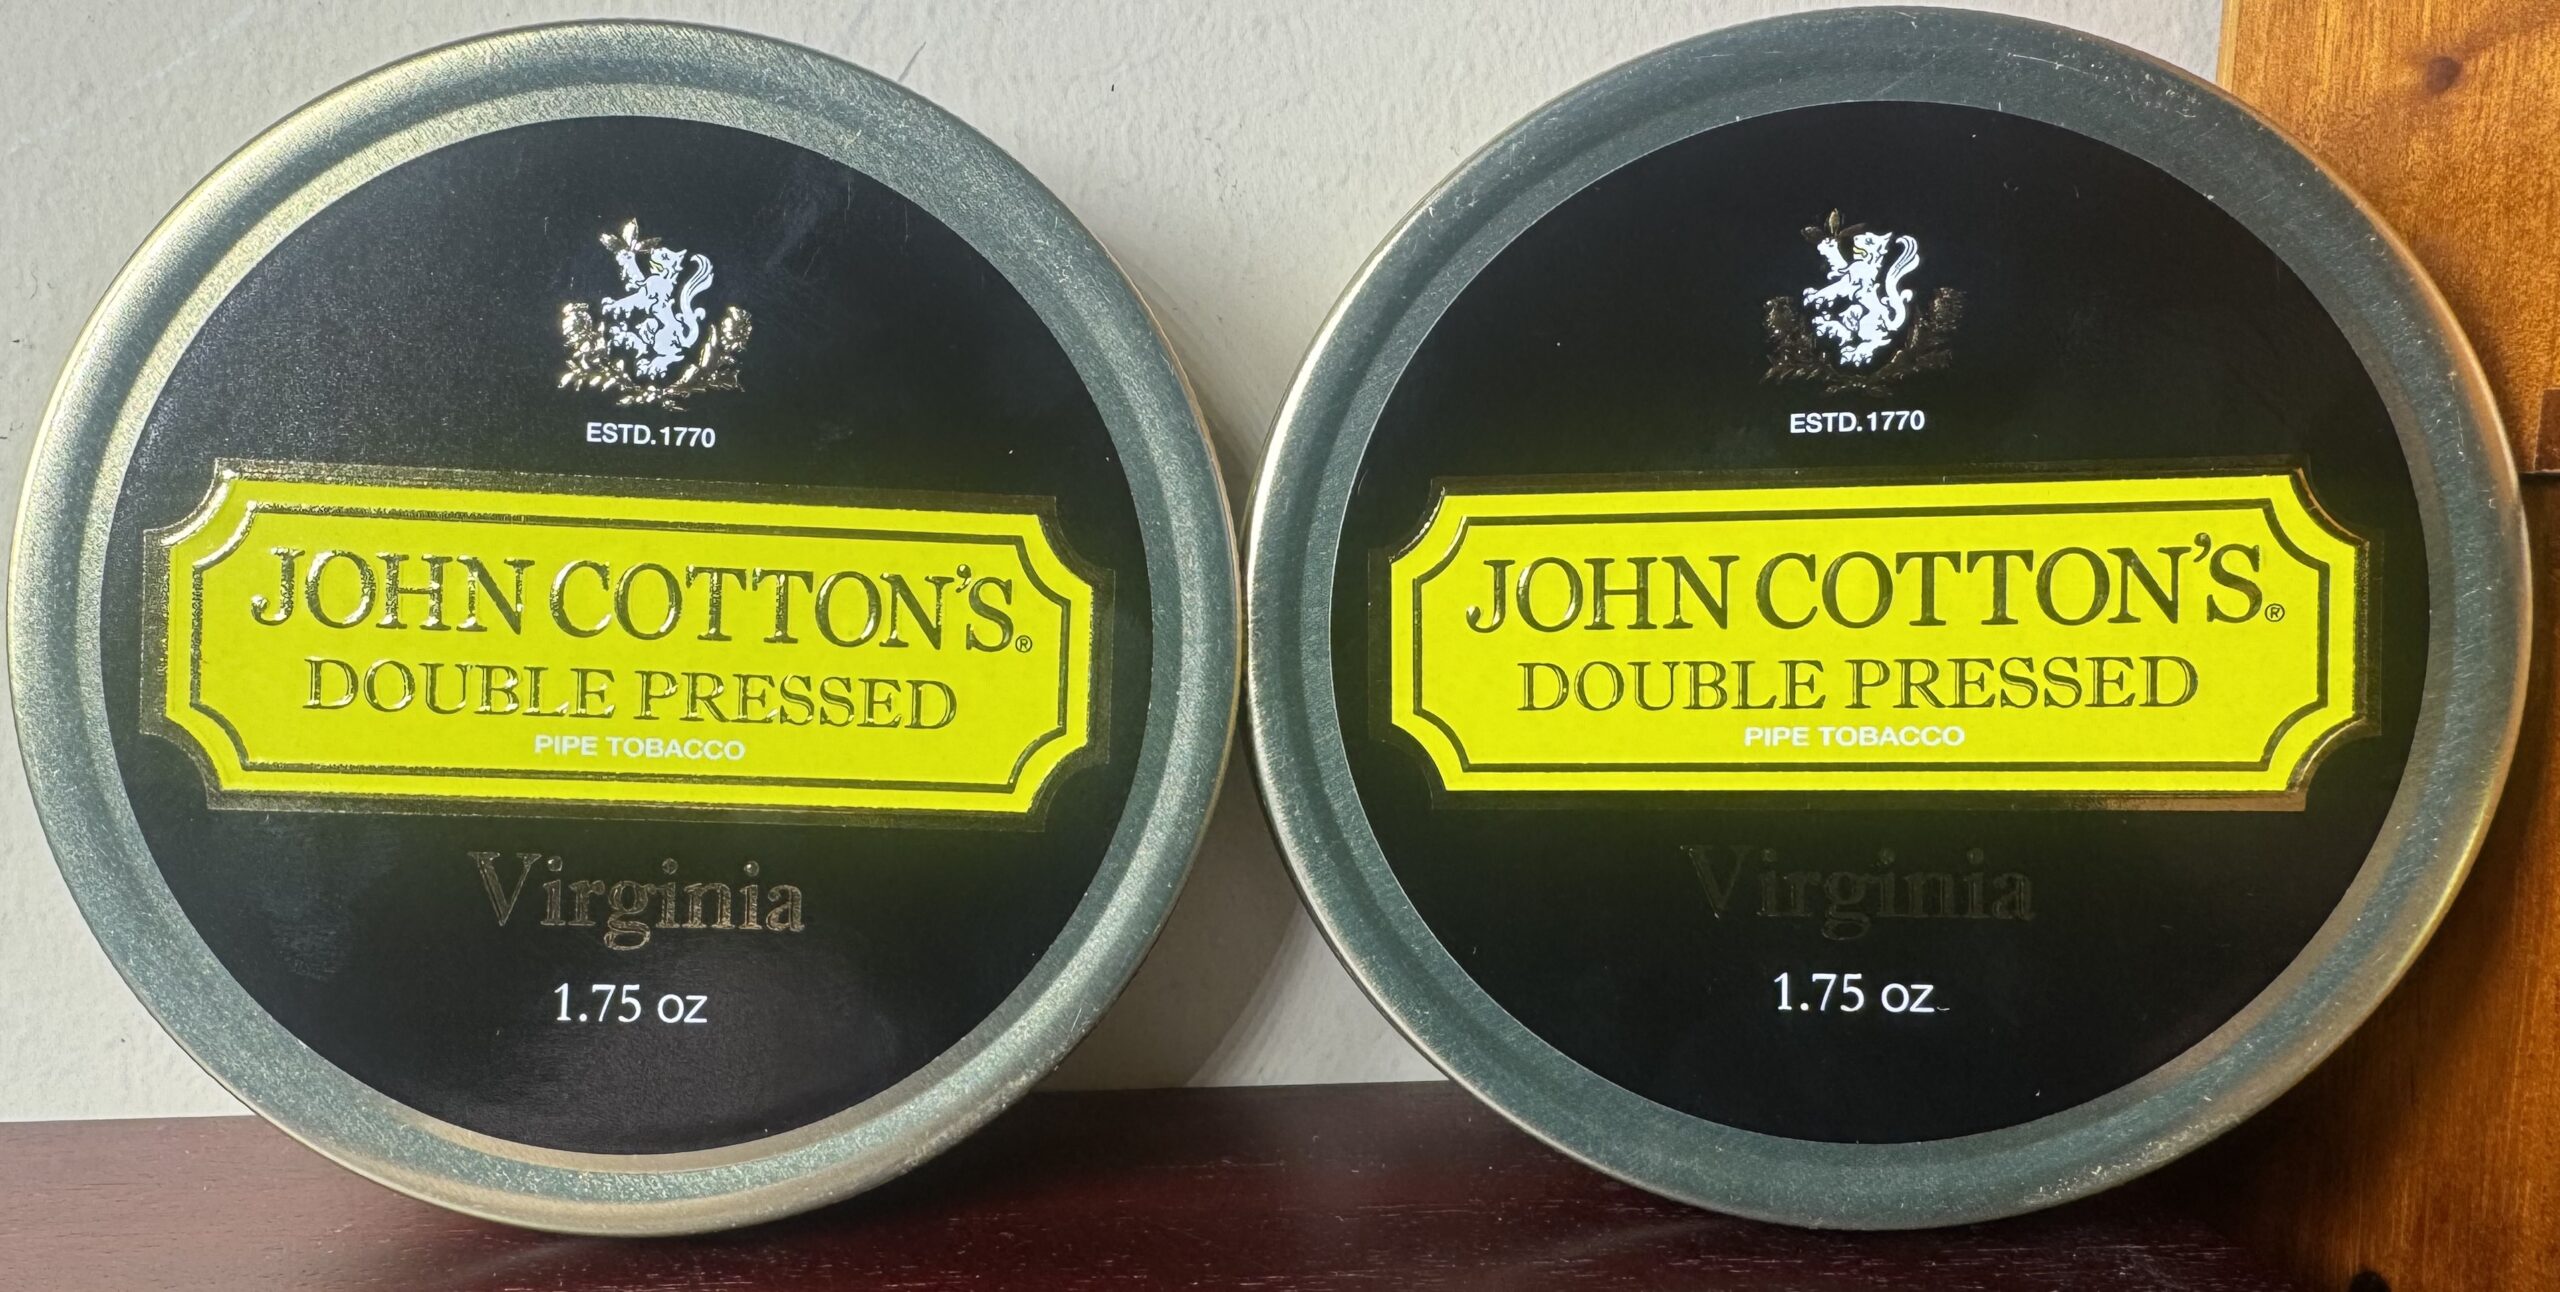 ESTD.1770
JOHN COTTON'S®
DOUBLE PRESSED
PIPE TOBACCO
Virginia
1.75 oz
ESTD.1770
JOHN COTTON'S®
DOUBLE PRESSED
PIPE TOBACCO
Virginia
1.75 oz